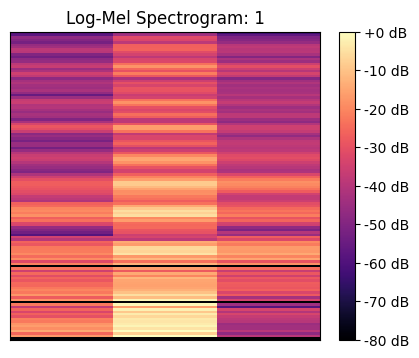 Log-Mel Spectrogram: 1
+0 dB
-10 dB
-20 dB
-30 dB
-40 dB
-50 dB
-60 dB
-70 dB
-80 dB